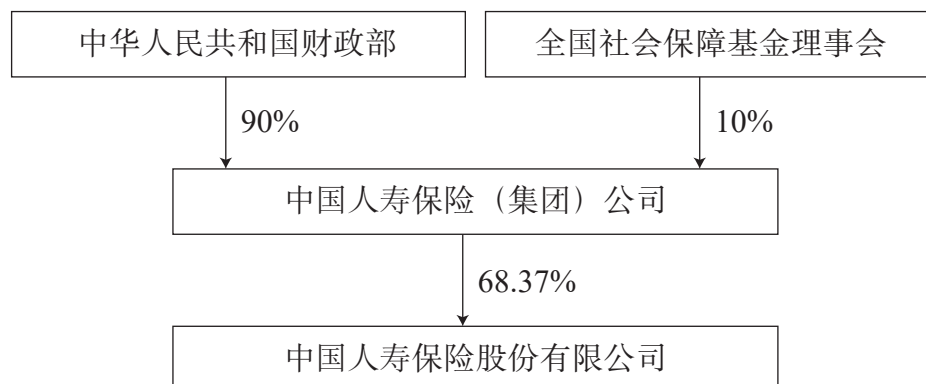 中华人民共和国财政部
全国社会保障基金理事会
90%
10%
中国人寿保险（集团）公司
68.37%
中国人寿保险股份有限公司